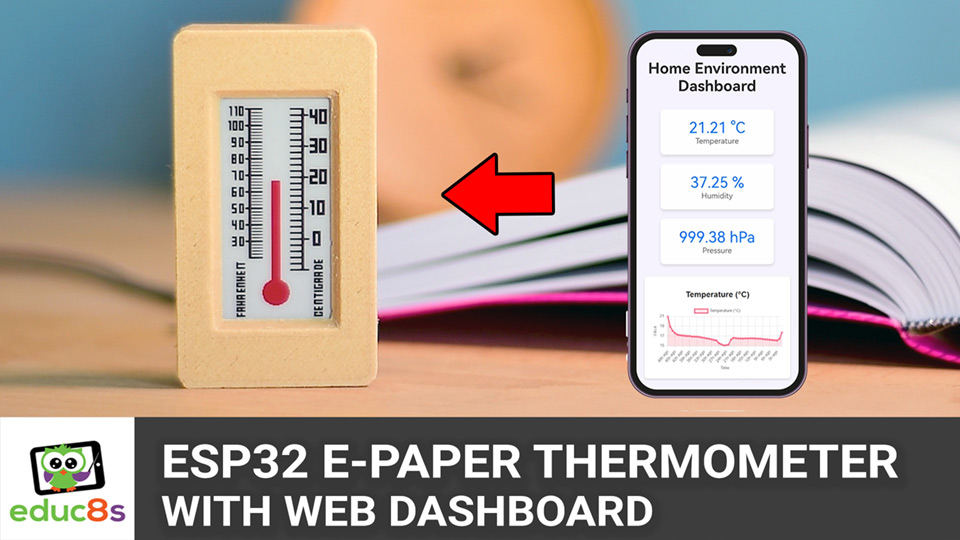 110
100
90
80
70
60
50
40
30
FAHRENHEIT
40
30
20
10
0
CENTIGRADE
Home Environment
Dashboard
21.21 °C
Temperature
37.25 %
Humidity
999.38 hPa
Pressure
Temperature (°C)
Temperature (°C)
Time
educ8s
ESP32 E-PAPER THERMOMETER
WITH WEB DASHBOARD